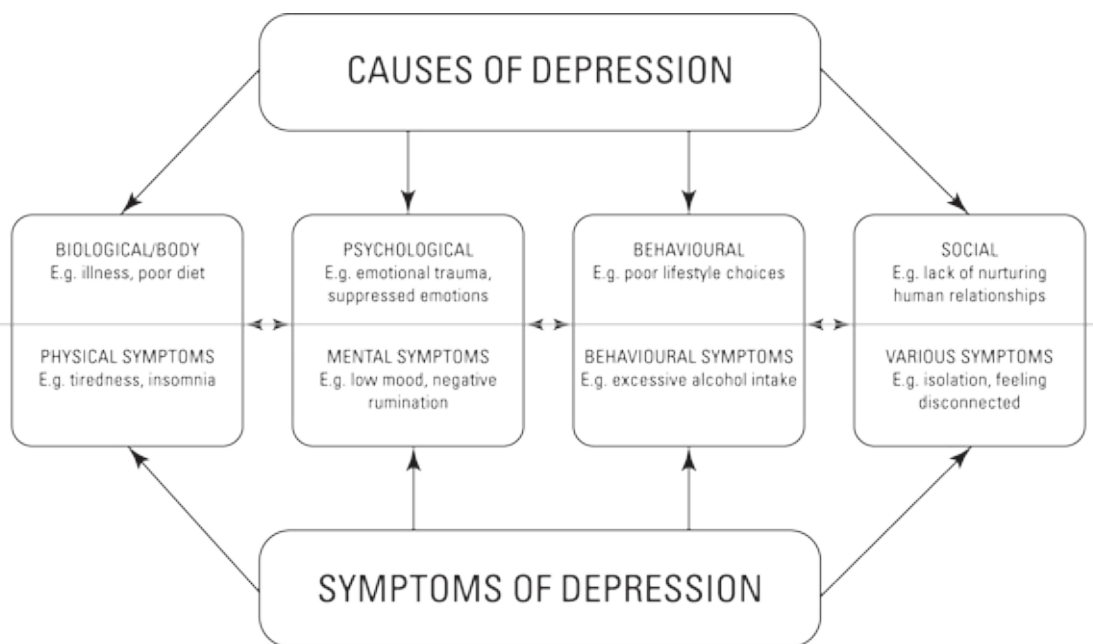 CAUSES OF DEPRESSION
BIOLOGICAL/BODY
E.g. illness, poor diet
PSYCHOLOGICAL
E.g. emotional trauma,
suppressed emotions
BEHAVIOURAL
E.g. poor lifestyle choices
SOCIAL
E.g. lack of nurturing
human relationships
PHYSICAL SYMPTOMS
E.g. tiredness, insomnia
MENTAL SYMPTOMS
E.g. low mood, negative
rumination
BEHAVIOURAL SYMPTOMS
E.g. excessive alcohol intake
VARIOUS SYMPTOMS
E.g. isolation, feeling
disconnected
SYMPTOMS OF DEPRESSION